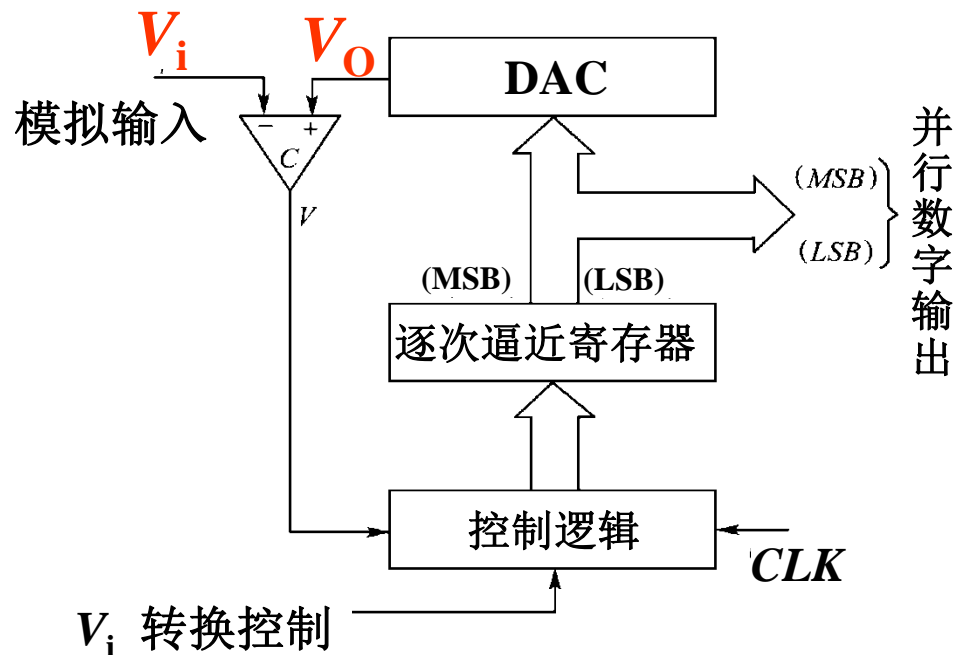 Vi
VO
DAC
模拟输入
− +
C
V
(MSB)
(LSB)
并行数字输出
(MSB) (LSB)
逐次逼近寄存器
控制逻辑
CLK
Vi 转换控制